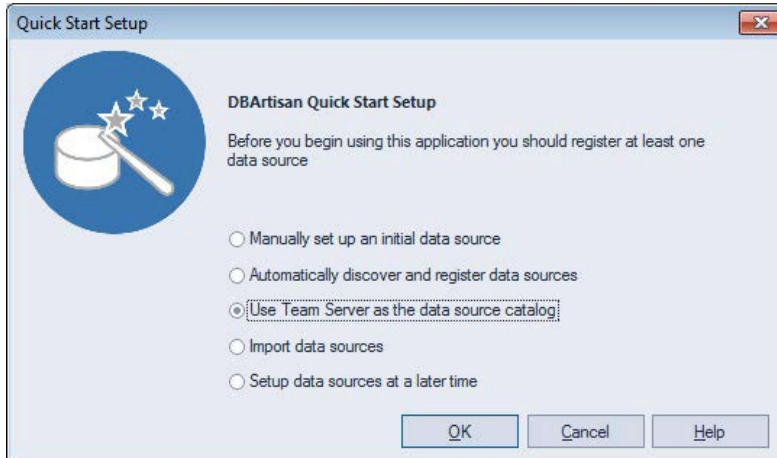 Quick Start Setup
DBArtisan Quick Start Setup
Before you begin using this application you should register at least one
data source
Manually set up an initial data source
Automatically discover and register data sources
Use Team Server as the data source catalog
Import data sources
Setup data sources at a later time
OK Cancel Help